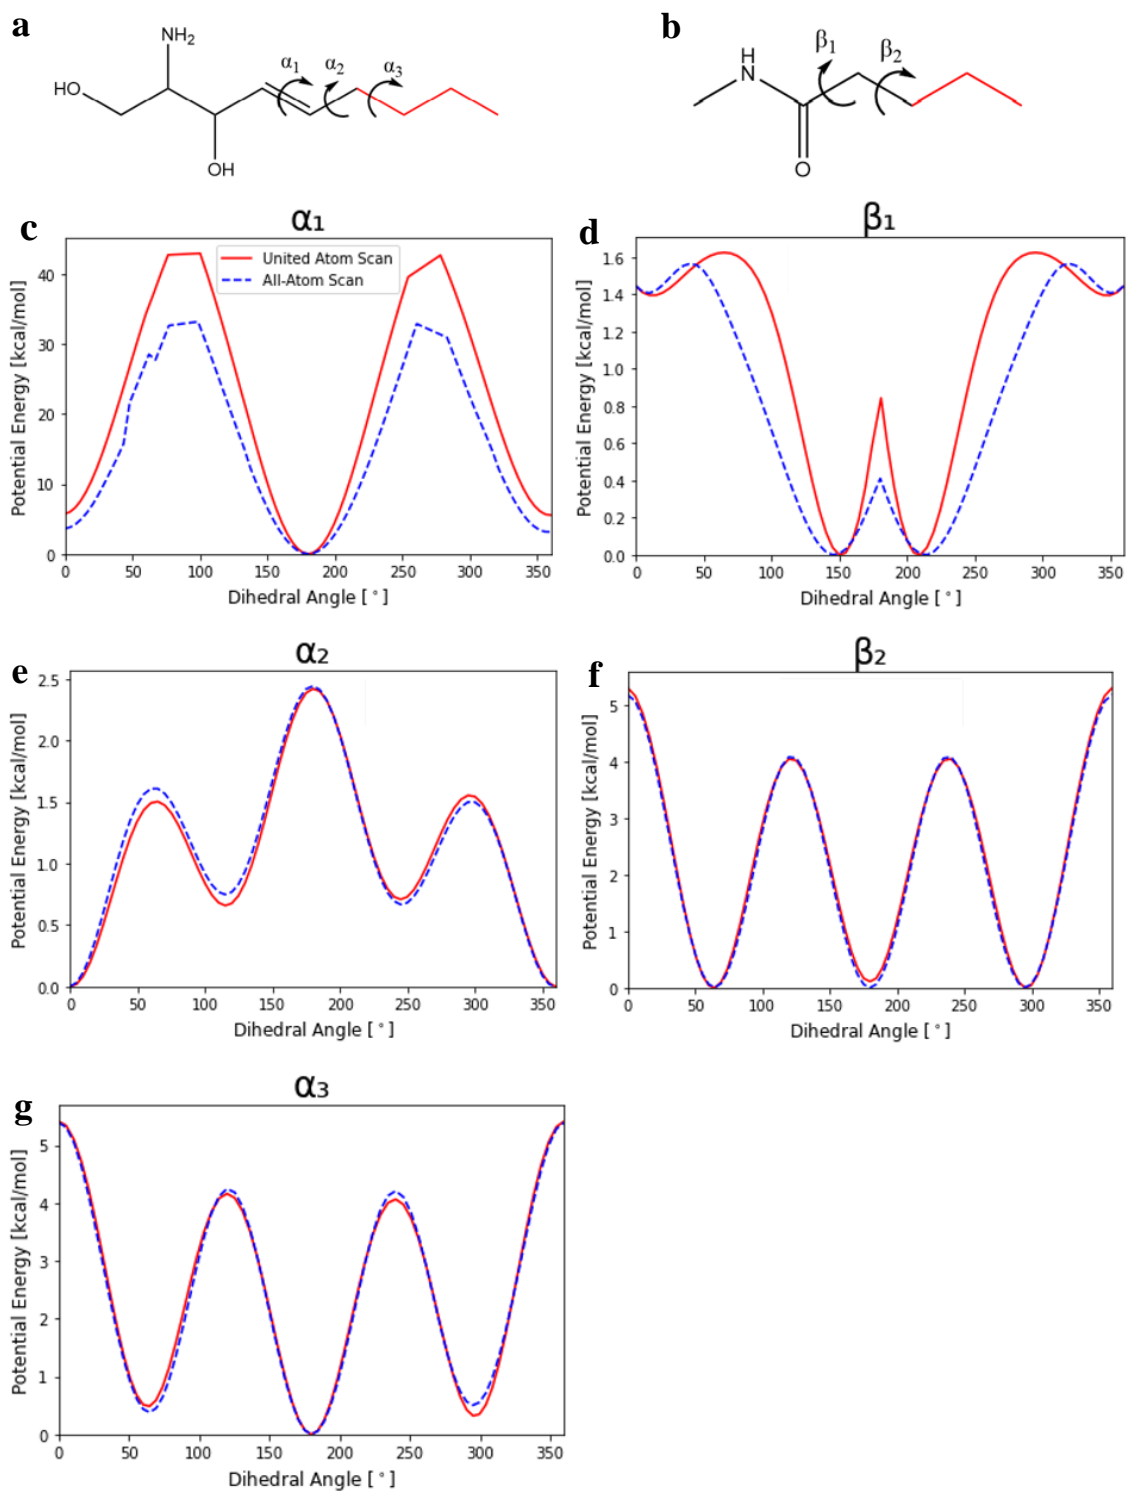 a
NH₂
HO
α₁
α₂
α₃
OH
b
H
N
O
β₁
β₂
c
α₁
Potential Energy [kcal/mol]
40
30
20
10
0
United Atom Scan
All-Atom Scan
0 50 100 150 200 250 300 350
Dihedral Angle [°]
d
β₁
Potential Energy [kcal/mol]
1.6
1.4
1.2
1.0
0.8
0.6
0.4
0.2
0.0
0 50 100 150 200 250 300 350
Dihedral Angle [°]
e
α₂
Potential Energy [kcal/mol]
2.5
2.0
1.5
1.0
0.5
0.0
0 50 100 150 200 250 300 350
Dihedral Angle [°]
f
β₂
Potential Energy [kcal/mol]
5
4
3
2
1
0
0 50 100 150 200 250 300 350
Dihedral Angle [°]
g
α₃
Potential Energy [kcal/mol]
5
4
3
2
1
0
0 50 100 150 200 250 300 350
Dihedral Angle [°]